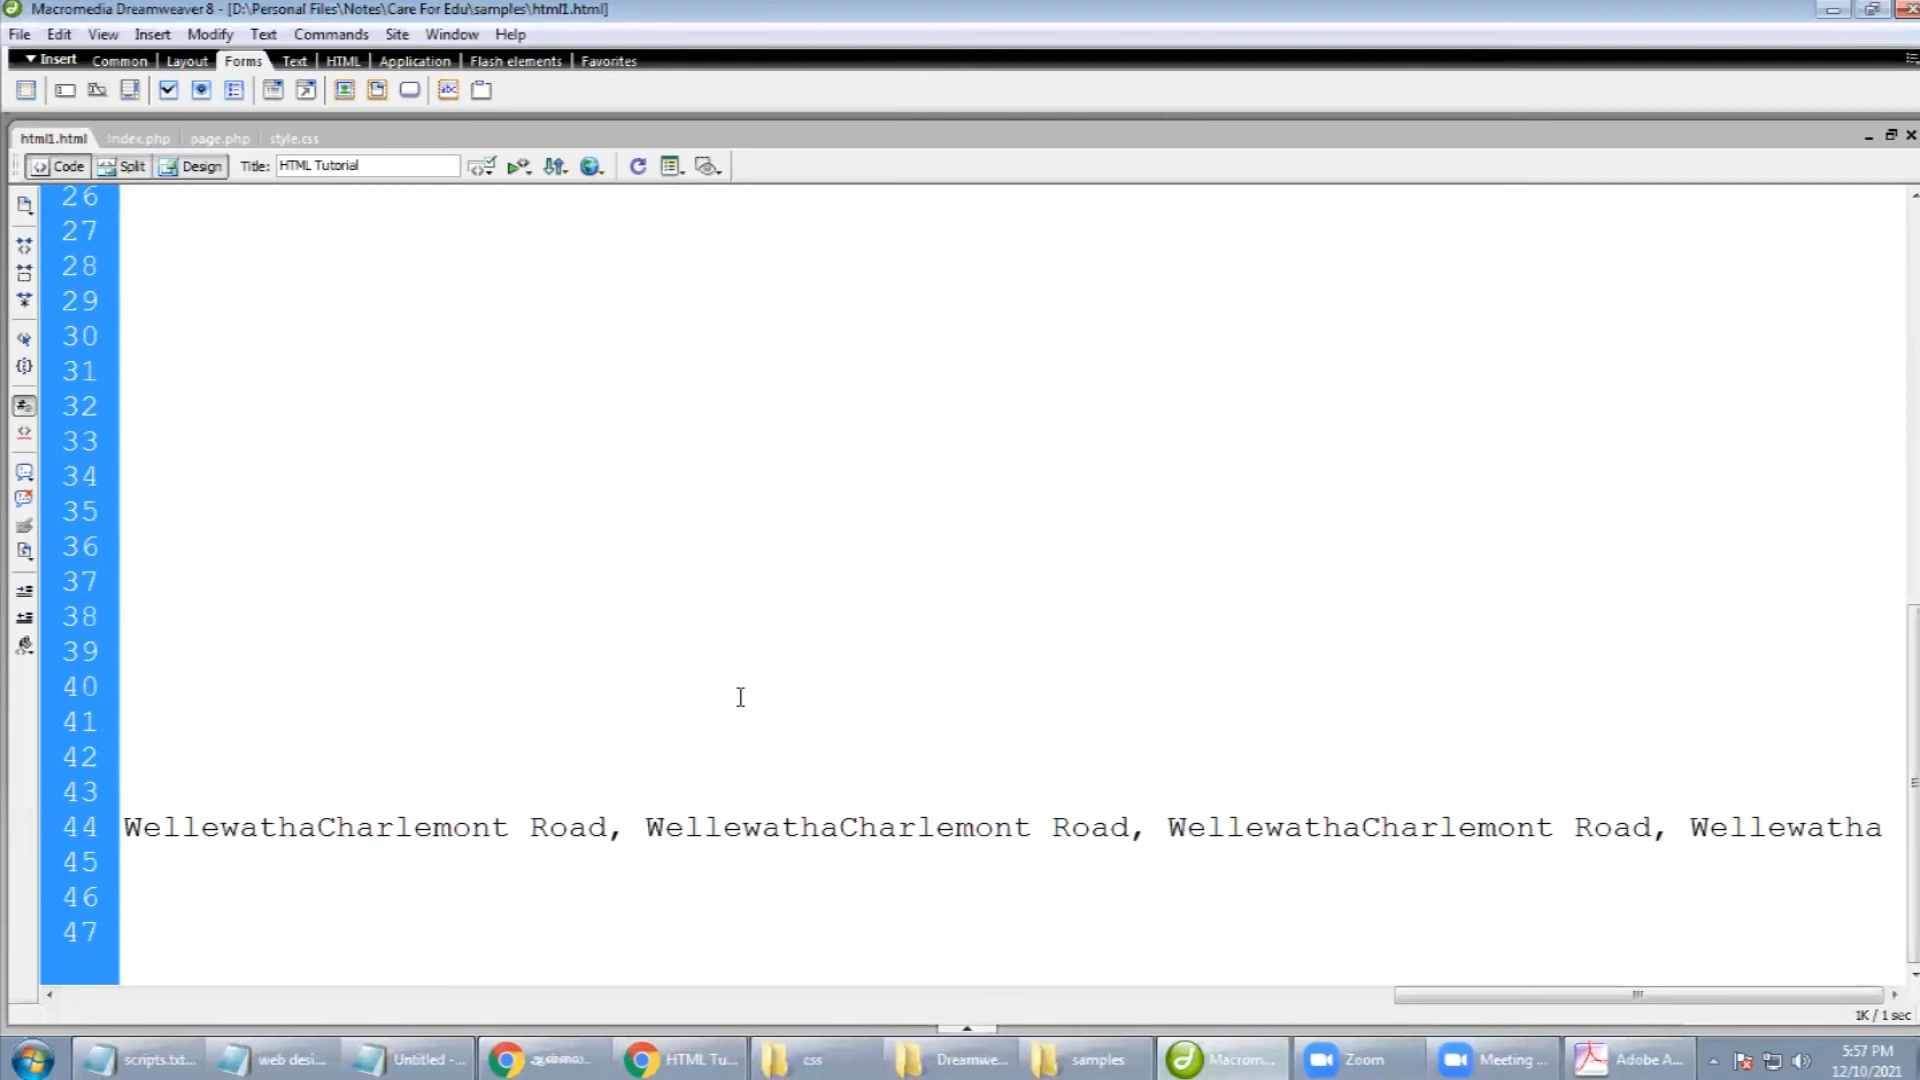 Macromedia Dreamweaver 8 - [D:\Personal Files\Notes\Care For Edu\samples\html1.html]
File Edit View Insert Modify Text Commands Site Window Help
Insert Common Layout Forms Text HTML Application Flash elements Favorites
html1.html index.php page.php style.css
Code Split Design Title: HTML Tutorial
26
27
28
29
30
31
32
33
34
35
36
37
38
39
40
41
42
43
44 WellewathaCharlemont Road, WellewathaCharlemont Road, WellewathaCharlemont Road, Wellewatha
45
46
47
1K / 1 sec
scripts.txt... web desi... Untitled -... HTML Tu... css Dreamwe... samples Macrom... Zoom Meeting ... Adobe A... 5:57 PM
12/10/2021